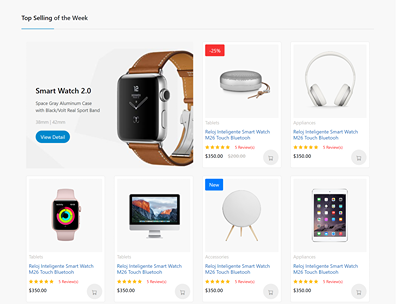 Top Selling of the Week
Smart Watch 2.0
Space Gray Aluminum Case
with Black/Volt Real Sport Band
38mm | 42mm
View Detail
-25%
Tablets
Reloj Inteligente Smart Watch
M26 Touch Bluetooh
5 Review(s)
$350.00 $200.00
Appliances
Reloj Inteligente Smart Watch
M26 Touch Bluetooh
5 Review(s)
$350.00
Tablets
Reloj Inteligente Smart Watch
M26 Touch Bluetooh
5 Review(s)
$350.00
Tablets
Reloj Inteligente Smart Watch
M26 Touch Bluetooh
5 Review(s)
$350.00
New
Accessories
Reloj Inteligente Smart Watch
M26 Touch Bluetooh
5 Review(s)
$350.00
Appliances
Reloj Inteligente Smart Watch
M26 Touch Bluetooh
5 Review(s)
$350.00